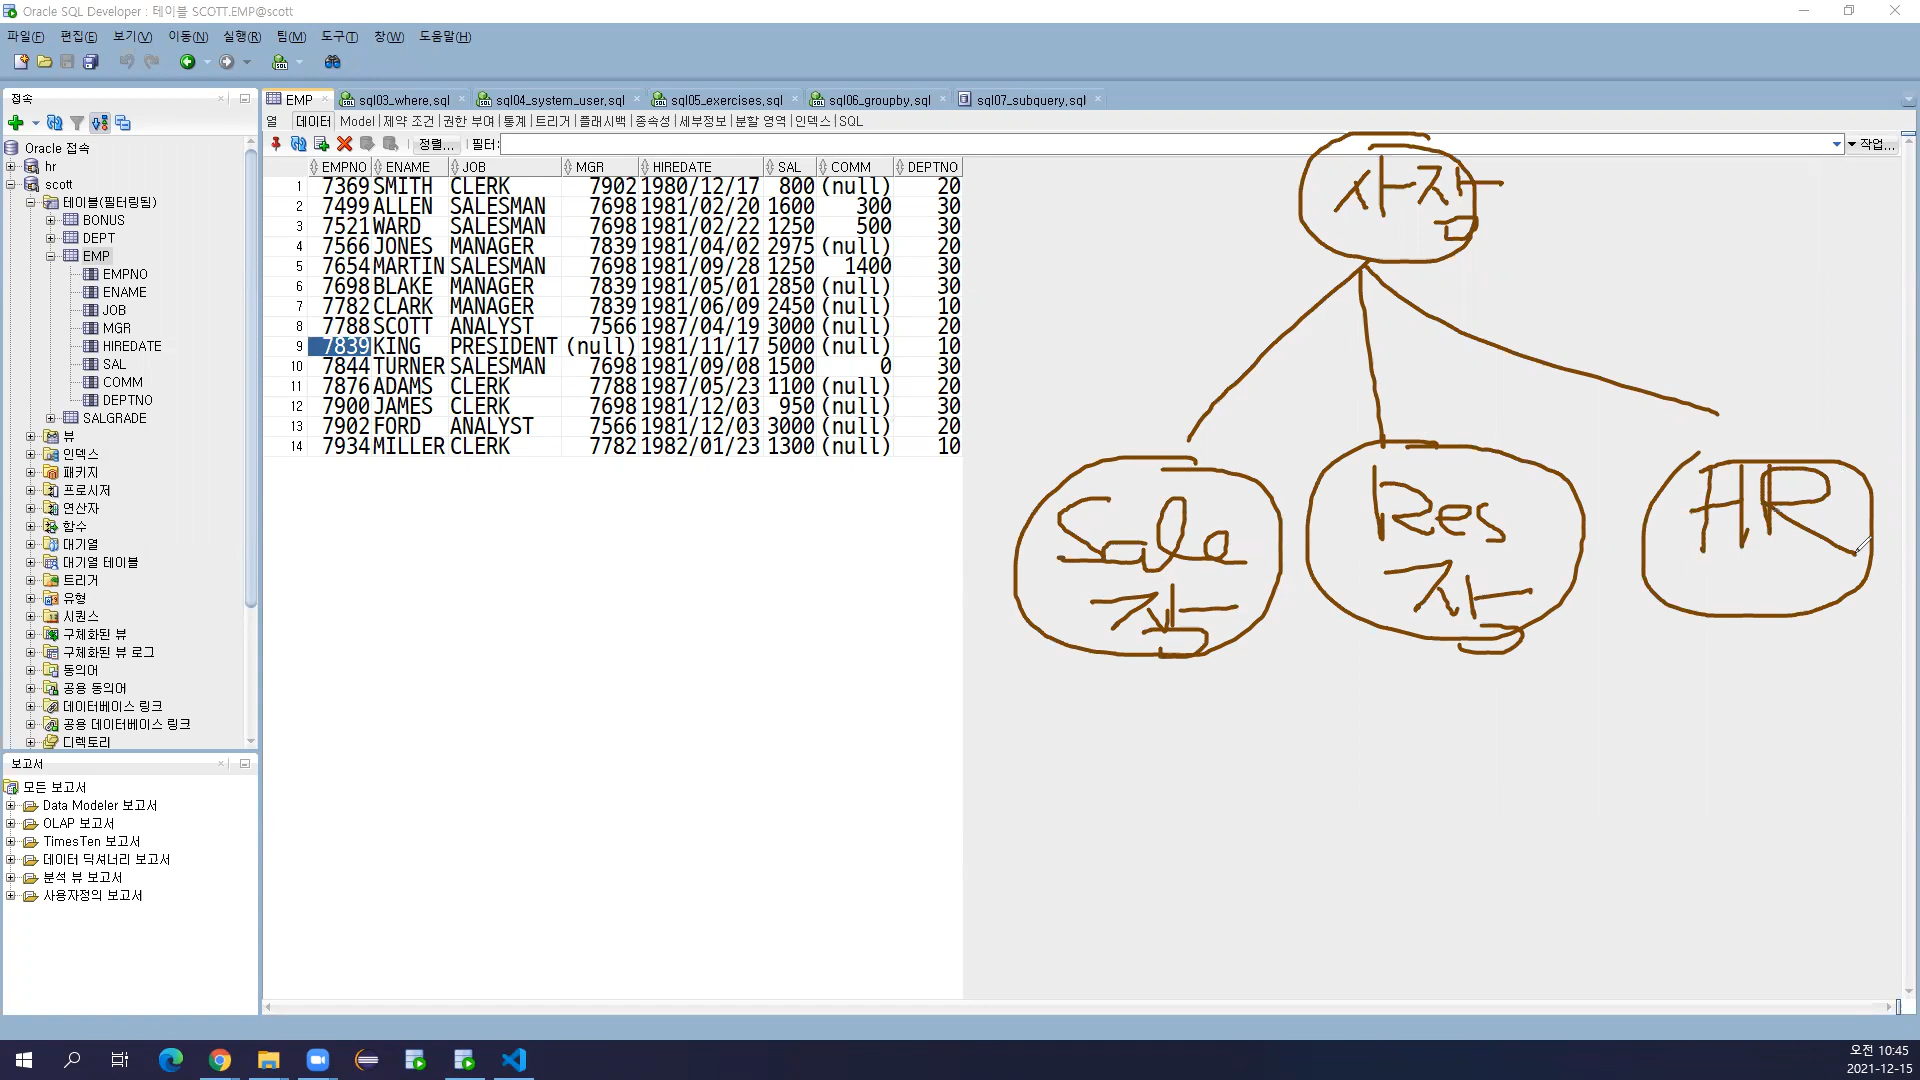 Oracle SQL Developer : 테이블 SCOTT.EMP@scott
파일(F) 편집(E) 보기(V) 이동(N) 실행(R) 팀(M) 도구(T) 창(W) 도움말(H)
접속
Oracle 접속
hr
scott
테이블(필터링됨)
BONUS
DEPT
EMP
EMPNO
ENAME
JOB
MGR
HIREDATE
SAL
COMM
DEPTNO
SALGRADE
뷰
인덱스
패키지
프로시저
연산자
함수
대기열
대기열 테이블
트리거
유형
시퀀스
구체화된 뷰
구체화된 뷰 로그
동의어
공용 동의어
데이터베이스 링크
공용 데이터베이스 링크
디렉토리
보고서
모든 보고서
Data Modeler 보고서
OLAP 보고서
TimesTen 보고서
데이터 딕셔너리 보고서
분석 뷰 보고서
사용자정의 보고서
EMP sql03_where.sql sql04_system_user.sql sql05_exercises.sql sql06_groupby.sql sql07_subquery.sql
열 데이터 Model 제약 조건 권한 부여 통계 트리거 플래시백 종속성 세부정보 분할 영역 인덱스 SQL
정렬... 필터: 작업...
EMPNO ENAME JOB MGR HIREDATE SAL COMM DEPTNO
1 7369 SMITH CLERK 7902 1980/12/17 800 (null) 20
2 7499 ALLEN SALESMAN 7698 1981/02/20 1600 300 30
3 7521 WARD SALESMAN 7698 1981/02/22 1250 500 30
4 7566 JONES MANAGER 7839 1981/04/02 2975 (null) 20
5 7654 MARTIN SALESMAN 7698 1981/09/28 1250 1400 30
6 7698 BLAKE MANAGER 7839 1981/05/01 2850 (null) 30
7 7782 CLARK MANAGER 7839 1981/06/09 2450 (null) 10
8 7788 SCOTT ANALYST 7566 1987/04/19 3000 (null) 20
9 7839 KING PRESIDENT (null) 1981/11/17 5000 (null) 10
10 7844 TURNER SALESMAN 7698 1981/09/08 1500 0 30
11 7876 ADAMS CLERK 7788 1987/05/23 1100 (null) 20
12 7900 JAMES CLERK 7698 1981/12/03 950 (null) 30
13 7902 FORD ANALYST 7566 1981/12/03 3000 (null) 20
14 7934 MILLER CLERK 7782 1982/01/23 1300 (null) 10
사장
Sale
장
Res
장
HR
오전 10:45
2021-12-15